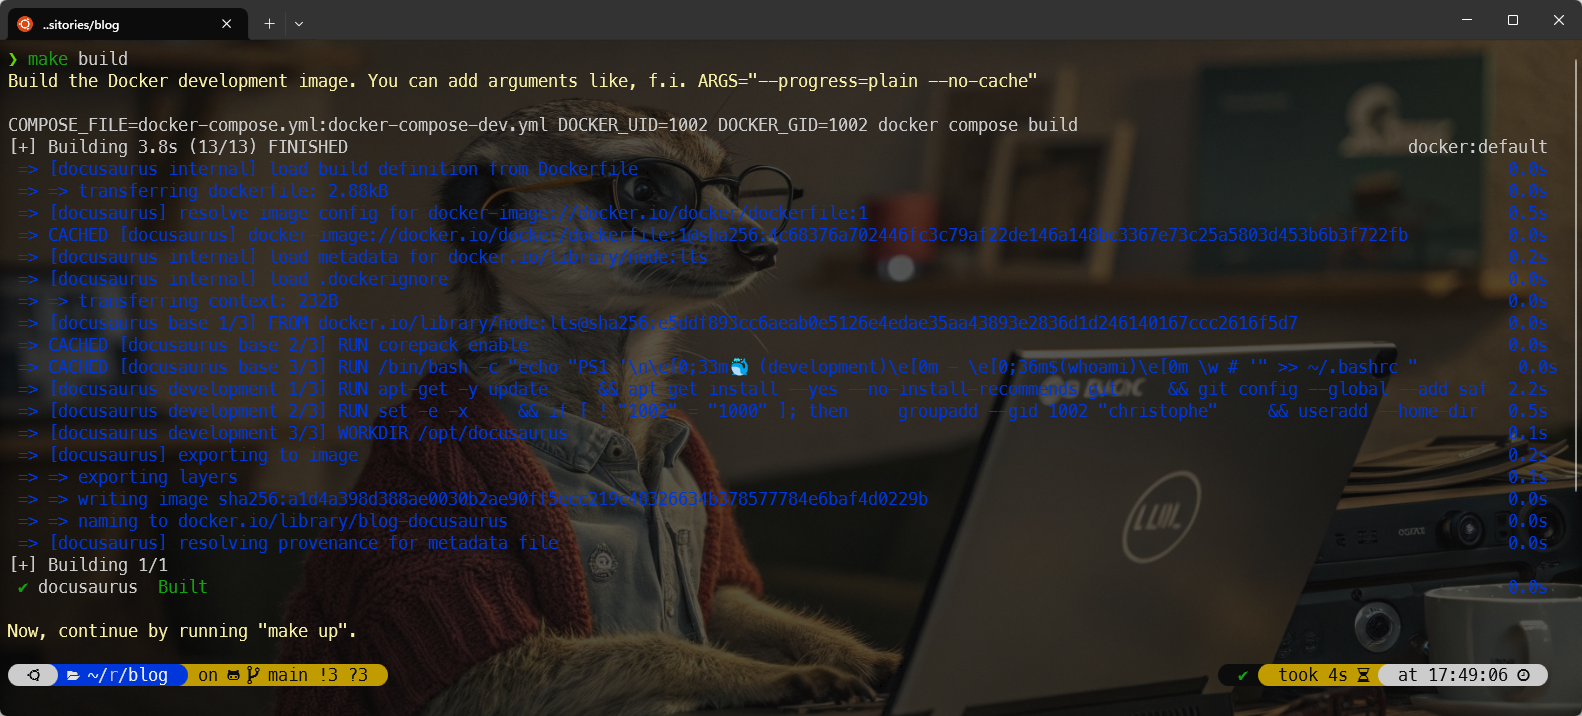 ..sitories/blog
❯ make build
Build the Docker development image. You can add arguments like, f.i. ARGS="--progress=plain --no-cache"
COMPOSE_FILE=docker-compose.yml:docker-compose-dev.yml DOCKER_UID=1002 DOCKER_GID=1002 docker compose build
[+] Building 3.8s (13/13) FINISHED docker:default
=> [docusaurus internal] load build definition from Dockerfile 0.0s
=> => transferring dockerfile: 2.88kB 0.0s
=> [docusaurus] resolve image config for docker-image://docker.io/docker/dockerfile:1 0.5s
=> CACHED [docusaurus] docker-image://docker.io/docker/dockerfile:1@sha256:4c68376a702446fc3c79af22de146a148bc3367e73c25a5803d453b6b3f722fb 0.0s
=> [docusaurus internal] load metadata for docker.io/library/node:lts 0.2s
=> [docusaurus internal] load .dockerignore 0.0s
=> => transferring context: 232B 0.0s
=> [docusaurus base 1/3] FROM docker.io/library/node:lts@sha256:e5ddf893cc6aeab0e5126e4edae35aa43893e2836d1d246140167ccc2616f5d7 0.0s
=> CACHED [docusaurus base 2/3] RUN corepack enable 0.0s
=> CACHED [docusaurus base 3/3] RUN /bin/bash -c "echo "PS1='\n\e[0;33m🐳 (development)\e[0m - \e[0;36m$(whoami)\e[0m \w # '" >> ~/.bashrc " 0.0s
=> [docusaurus development 1/3] RUN apt-get -y update && apt-get install --yes --no-install-recommends git && git config --global --add saf 2.2s
=> [docusaurus development 2/3] RUN set -e -x && if [ ! "1002" = "1000" ]; then groupadd --gid 1002 "christophe" && useradd --home-dir 0.5s
=> [docusaurus development 3/3] WORKDIR /opt/docusaurus 0.1s
=> [docusaurus] exporting to image 0.2s
=> => exporting layers 0.1s
=> => writing image 0.0s
=> => naming to docker.io/library/blog-docusaurus 0.0s
=> [docusaurus] resolving provenance for metadata file 0.0s
[+] Building 1/1
✔ docusaurus Built 0.0s
Now, continue by running "make up".
~/r/blog on main !3 ?3 ✔ took 4s at 17:49:06